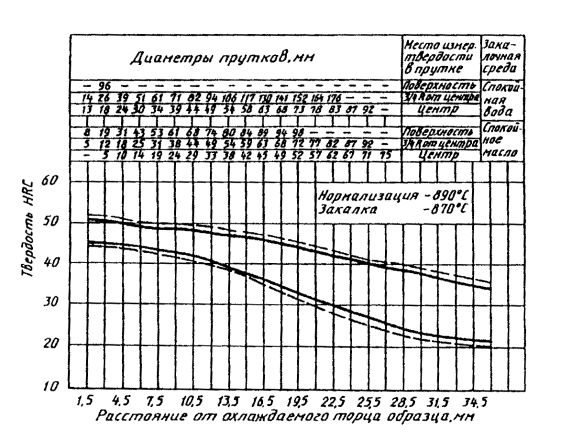 Диаметры прутков, мм
Место измер. твердости в прутке
Зака-лочная среда
- 96 - - - - - - - - - - - - - - - - - - - Поверхность
14 26 39 51 61 71 82 94 106 117 130 141 152 164 176 - - - - - 3/4 R от центра
13 18 24 30 34 39 44 49 54 58 63 68 73 78 83 87 92 - - - Центр
Спокой-ная вода
8 19 31 43 53 61 68 74 80 84 89 94 98 - - - - - - Поверхность
5 12 18 25 31 38 44 49 54 59 63 68 72 77 82 87 92 - - 3/4 R от центра
- 5 10 14 19 24 29 33 38 42 45 49 52 57 62 67 71 75 Центр
Спокой-ное масло
Нормализация - 890°С
Закалка - 870°С
Твердость HRC
60
50
40
30
20
10
1,5 4,5 7,5 10,5 13,5 16,5 19,5 22,5 25,5 28,5 31,5 34,5
Расстояние от охлаждаемого торца образца, мм